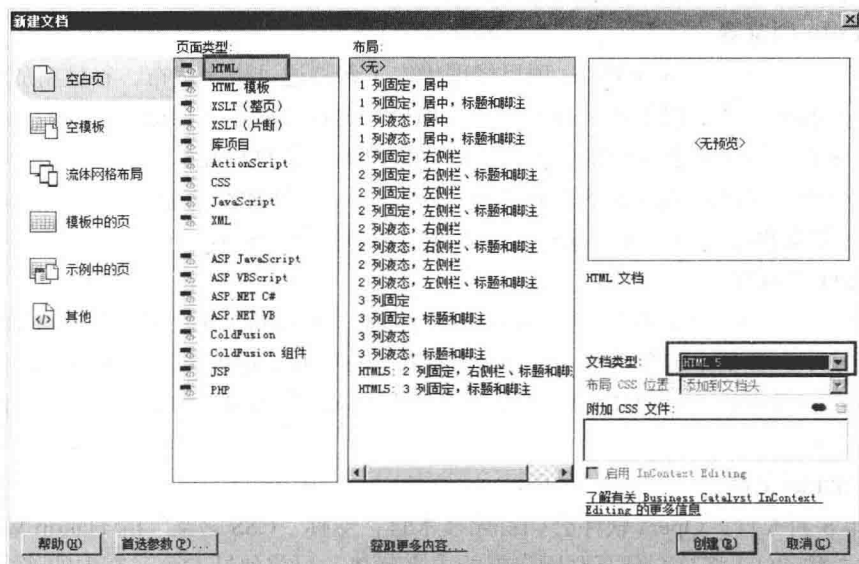 新建文档
空白页
空模板
流体网格布局
模板中的页
示例中的页
其他
页面类型:
HTML
HTML 模板
XSLT（整页）
XSLT（片断）
库项目
ActionScript
CSS
JavaScript
XML
ASP JavaScript
ASP VBScript
ASP.NET C#
ASP.NET VB
ColdFusion
ColdFusion 组件
JSP
PHP
布局:
<无>
1 列固定，居中
1 列固定，居中，标题和脚注
1 列液态，居中
1 列液态，居中，标题和脚注
2 列固定，右侧栏
2 列固定，右侧栏、标题和脚注
2 列固定，左侧栏
2 列固定，左侧栏、标题和脚注
2 列液态，右侧栏
2 列液态，右侧栏、标题和脚注
2 列液态，左侧栏
2 列液态，左侧栏、标题和脚注
3 列固定
3 列固定，标题和脚注
3 列液态
3 列液态，标题和脚注
HTML5: 2 列固定，右侧栏、标题和脚
HTML5: 3 列固定，标题和脚注
<无预览>
HTML 文档
文档类型:
HTML 5
布局 CSS 位置
添加到文档头
附加 CSS 文件:
启用 InContext Editing
了解有关 Business Catalyst InContext
Editing 的更多信息
帮助(H)
首选参数(P)...
获取更多内容...
创建(R)
取消(C)